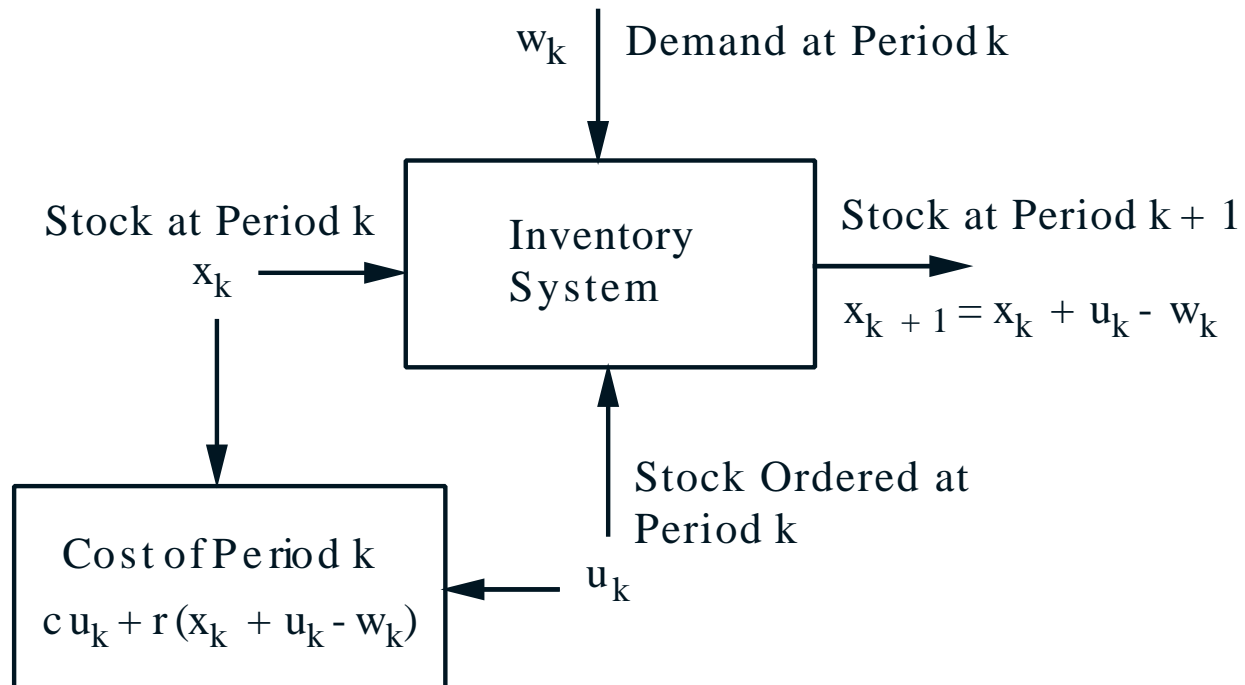 w_k Demand at Period k
Stock at Period k
x_k
Inventory
System
Stock at Period k + 1
x_{k + 1} = x_k + u_k - w_k
Stock Ordered at
Period k
u_k
Cost of Period k
c u_k + r (x_k + u_k - w_k)